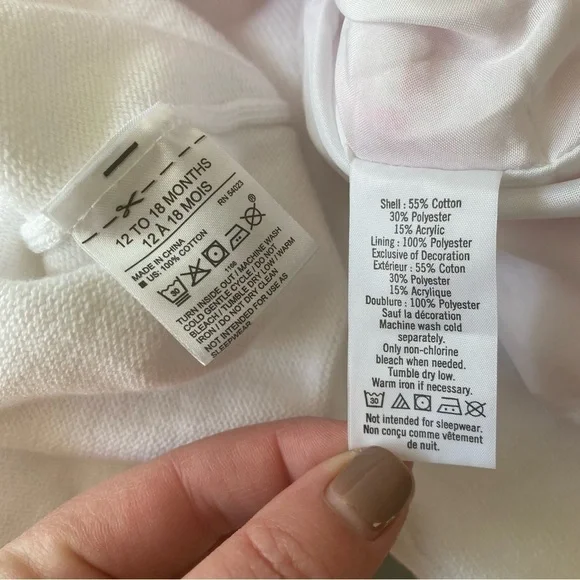 12 TO 18 MONTHS
12 À 18 MOIS
RN 54023
MADE IN CHINA
■ US: 100% COTTON
30
1198
TURN INSIDE OUT / MACHINE WASH
COLD GENTLE CYCLE / DO NOT
BLEACH / TUMBLE DRY LOW / WARM
IRON / DO NOT DRY CLEAN
NOT INTENDED FOR USE AS
SLEEPWEAR
Shell : 55% Cotton
30% Polyester
15% Acrylic
Lining : 100% Polyester
Exclusive of Decoration
Extérieur : 55% Coton
30% Polyester
15% Acrylique
Doublure : 100% Polyester
Sauf la décoration
Machine wash cold
separately.
Only non-chlorine
bleach when needed.
Tumble dry low.
Warm iron if necessary.
30
Not intended for sleepwear.
Non conçu comme vêtement
de nuit.